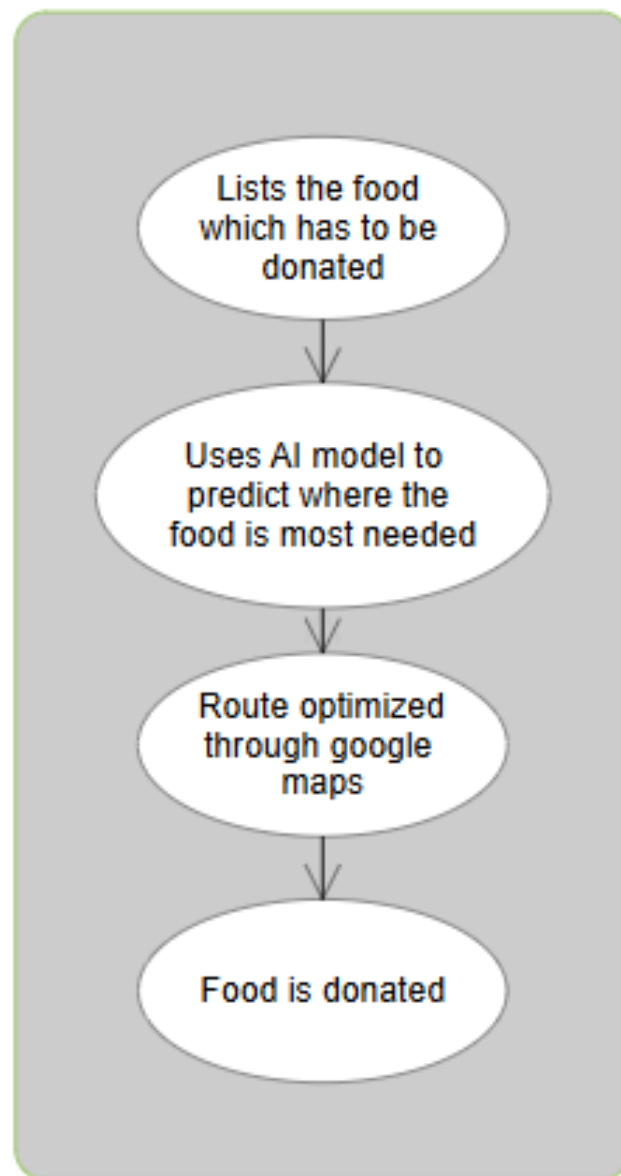 Lists the food
which has to be
donated
Uses AI model to
predict where the
food is most needed
Route optimized
through google
maps
Food is donated